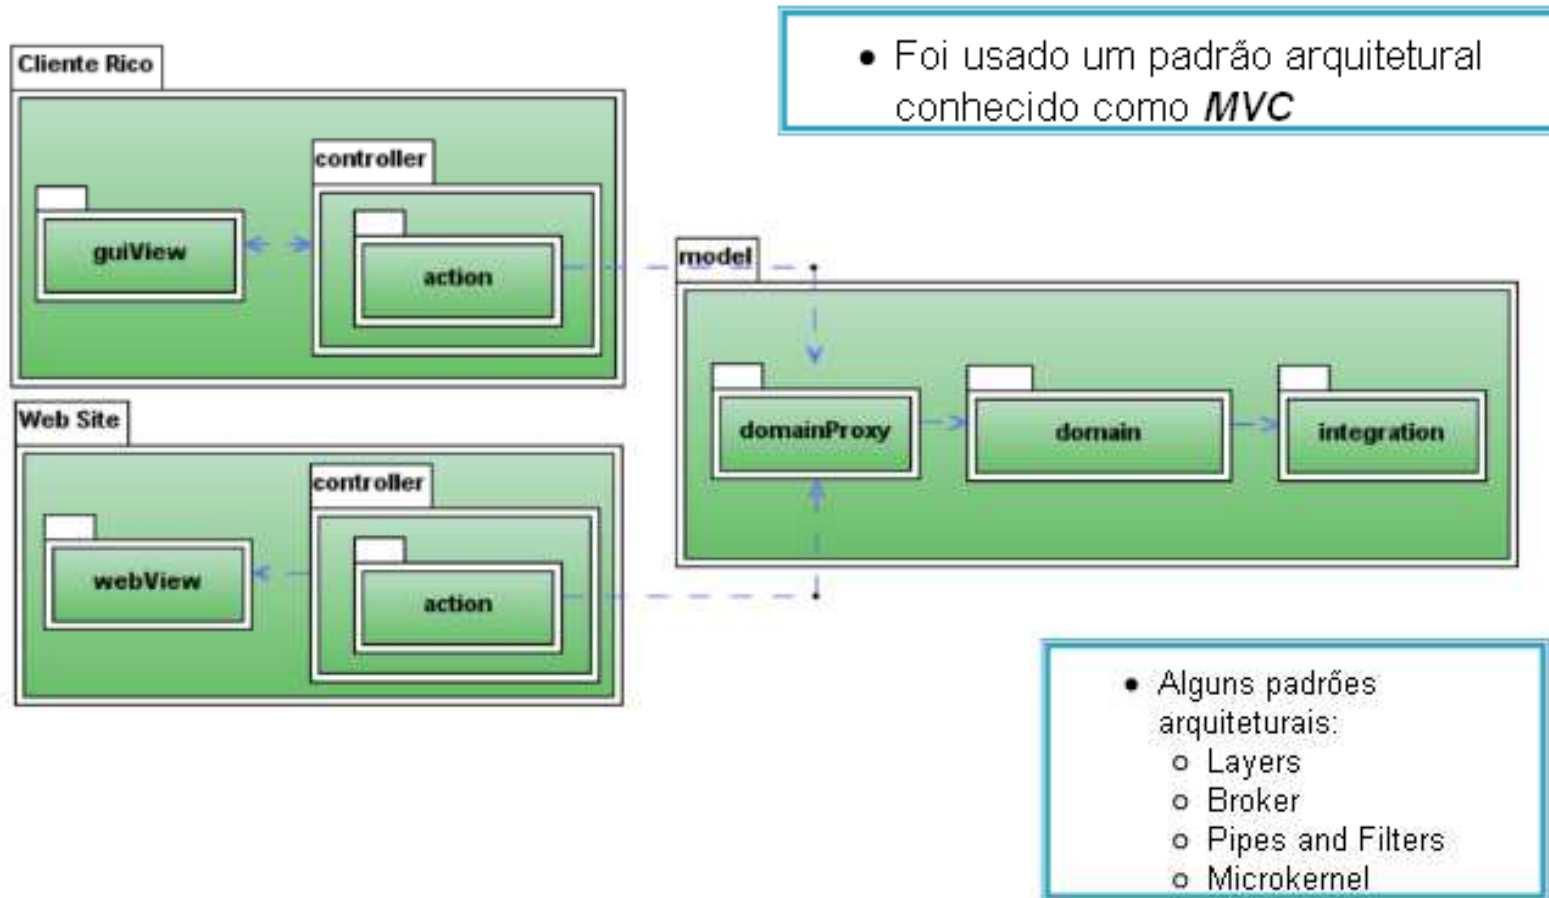 • Foi usado um padrão arquitetural
conhecido como MVC
Cliente Rico
controller
guiView
action
model
domainProxy
domain
integration
Web Site
controller
webView
action
• Alguns padrões
arquiteturais:
o Layers
o Broker
o Pipes and Filters
o Microkernel